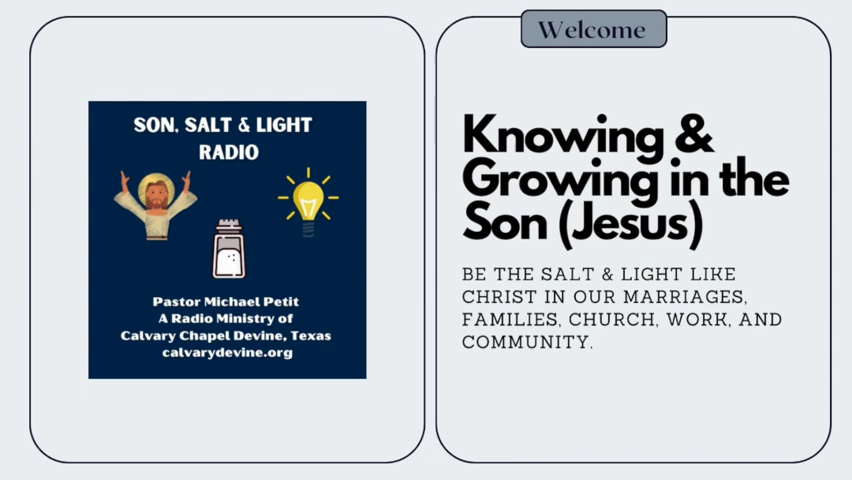 Welcome
SON, SALT & LIGHT
RADIO
Pastor Michael Petit
A Radio Ministry of
Calvary Chapel Devine, Texas
calvarydevine.org
Knowing &
Growing in the
Son (Jesus)
BE THE SALT & LIGHT LIKE
CHRIST IN OUR MARRIAGES,
FAMILIES, CHURCH, WORK, AND
COMMUNITY.